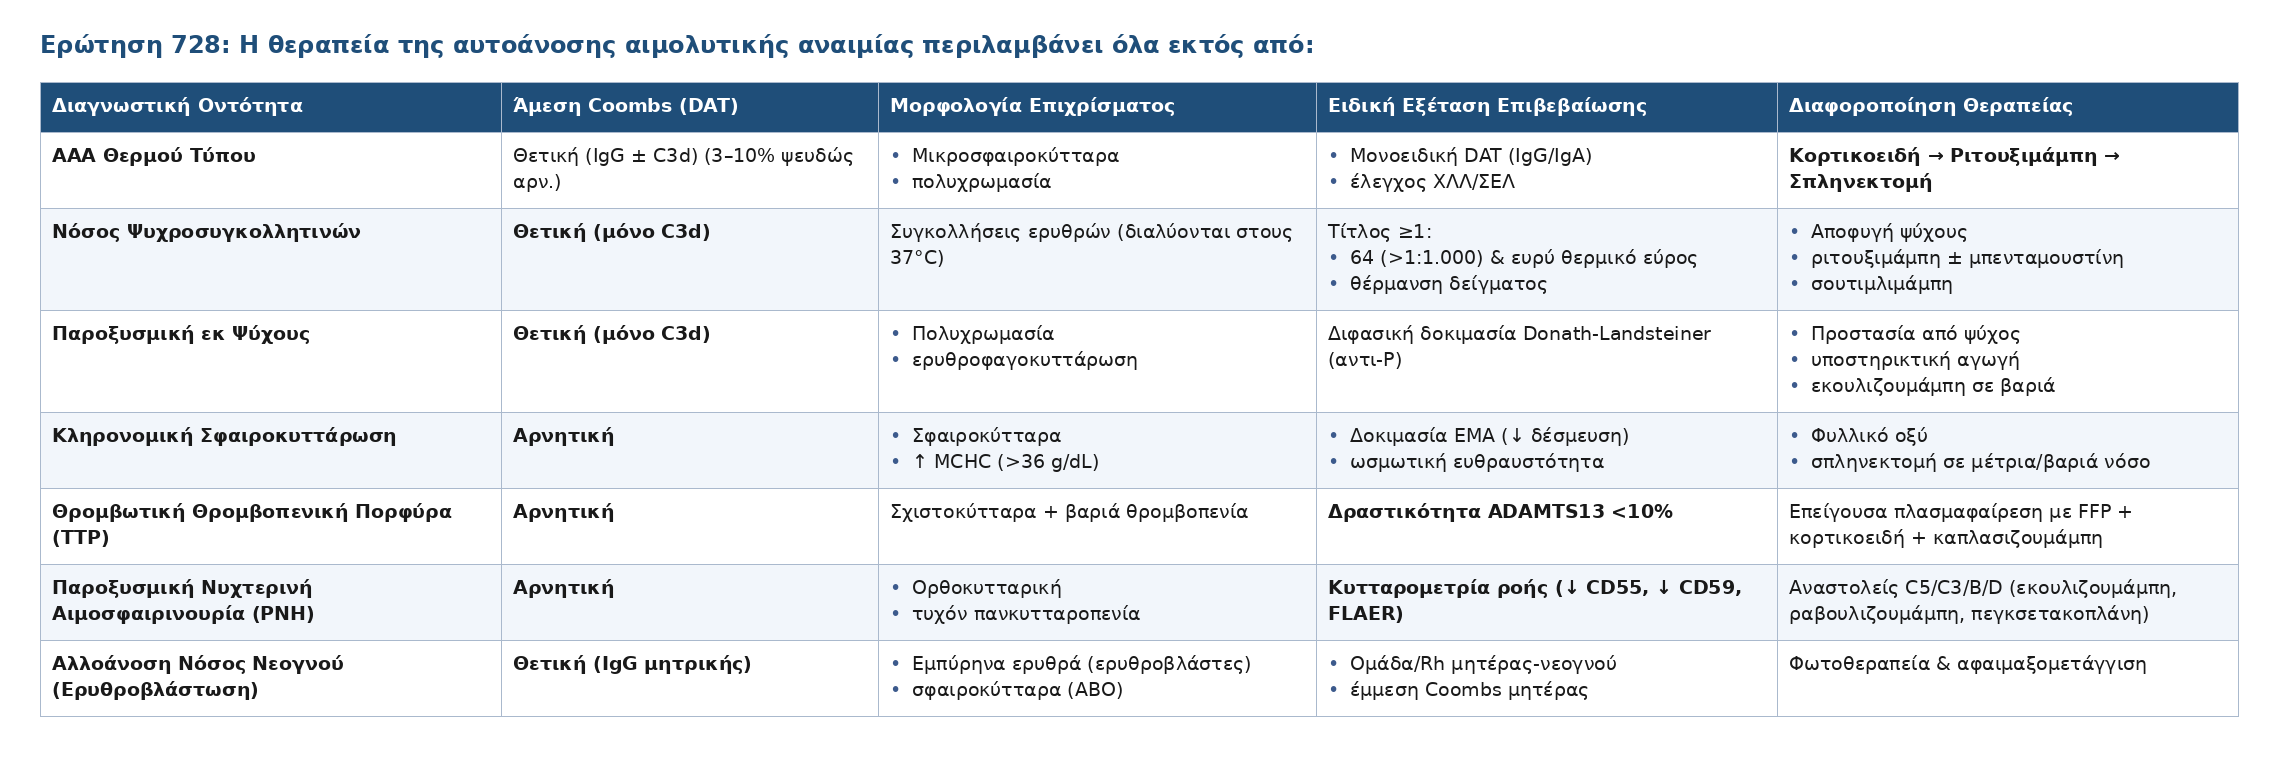 Ερώτηση 728: Η θεραπεία της αυτοάνοσης αιμολυτικής αναιμίας περιλαμβάνει όλα εκτός από:
Διαγνωστική Οντότητα
Άμεση Coombs (DAT)
Μορφολογία Επιχρίσματος
Ειδική Εξέταση Επιβεβαίωσης
Διαφοροποίηση Θεραπείας
ΑΑΑ Θερμού Τύπου
Θετική (IgG ± C3d) (3–10% ψευδώς
αρν.)
• Μικροσφαιροκύτταρα
• πολυχρωμασία
• Μονοειδική DAT (IgG/IgA)
• έλεγχος ΧΛΛ/ΣΕΛ
Κορτικοειδή → Ριτουξιμάμπη →
Σπληνεκτομή
Νόσος Ψυχροσυγκολλητινών
Θετική (μόνο C3d)
Συγκολλήσεις ερυθρών (διαλύονται στους
37°C)
Τίτλος ≥1:
• 64 (>1:1.000) & ευρύ θερμικό εύρος
• θέρμανση δείγματος
• Αποφυγή ψύχους
• ριτουξιμάμπη ± μπενταμουστίνη
• σουτιμλιμάμπη
Παροξυσμική εκ Ψύχους
Θετική (μόνο C3d)
• Πολυχρωμασία
• ερυθροφαγοκυττάρωση
Διφασική δοκιμασία Donath-Landsteiner
(αντι-P)
• Προστασία από ψύχος
• υποστηρικτική αγωγή
• εκουλιζουμάμπη σε βαριά
Κληρονομική Σφαιροκυττάρωση
Αρνητική
• Σφαιροκύτταρα
• ↑ MCHC (>36 g/dL)
• Δοκιμασία EMA (↓ δέσμευση)
• ωσμωτική ευθραυστότητα
• Φυλλικό οξύ
• σπληνεκτομή σε μέτρια/βαριά νόσο
Θρομβωτική Θρομβοπενική Πορφύρα
(TTP)
Αρνητική
Σχιστοκύτταρα + βαριά θρομβοπενία
Δραστικότητα ADAMTS13 <10%
Επείγουσα πλασμαφαίρεση με FFP +
κορτικοειδή + καπλασιζουμάμπη
Παροξυσμική Νυχτερινή
Αιμοσφαιρινουρία (PNH)
Αρνητική
• Ορθοκυτταρική
• τυχόν πανκυτταροπενία
Κυτταρομετρία ροής (↓ CD55, ↓ CD59,
FLAER)
Αναστολείς C5/C3/B/D (εκουλιζουμάμπη,
ραβουλιζουμάμπη, πεγκσετακοπλάνη)
Αλλοάνοση Νόσος Νεογνού
(Ερυθροβλάστωση)
Θετική (IgG μητρικής)
• Εμπύρηνα ερυθρά (ερυθροβλάστες)
• σφαιροκύτταρα (ABO)
• Ομάδα/Rh μητέρας-νεογνού
• έμμεση Coombs μητέρας
Φωτοθεραπεία & αφαιμαξομετάγγιση